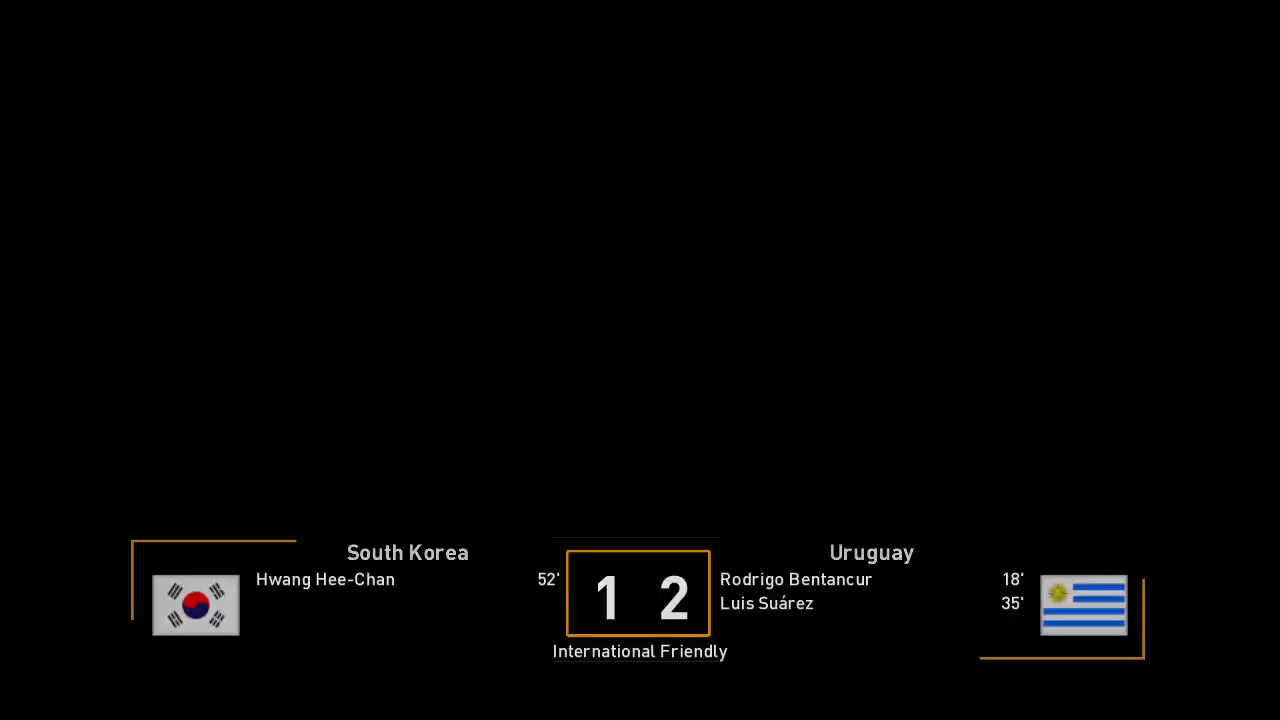 South Korea
Hwang Hee-Chan 52'
1 2
Uruguay
Rodrigo Bentancur 18'
Luis Suárez 35'
International Friendly